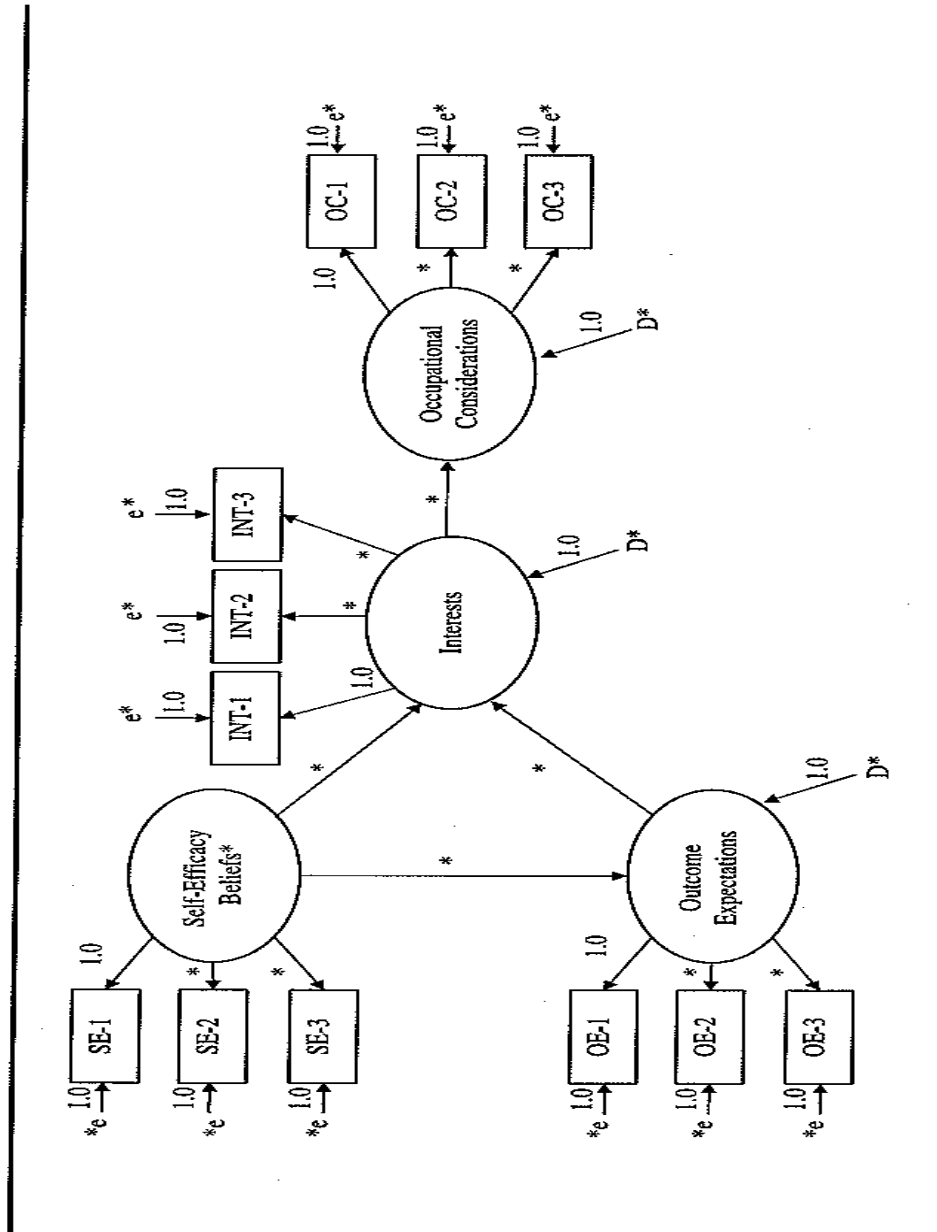 *e
1.0
SE-1
1.0
*e
1.0
SE-2
*
*e
1.0
SE-3
*
Self-Efficacy
Beliefs*
*
*
*e
1.0
OE-1
1.0
*e
1.0
OE-2
*
*e
1.0
OE-3
*
Outcome
Expectations
1.0
D*
*
e*
1.0
INT-1
1.0
e*
1.0
INT-2
*
e*
1.0
INT-3
*
Interests
1.0
D*
*
Occupational
Considerations
1.0
D*
1.0
OC-1
1.0
e*
*
OC-2
1.0
e*
*
OC-3
1.0
e*